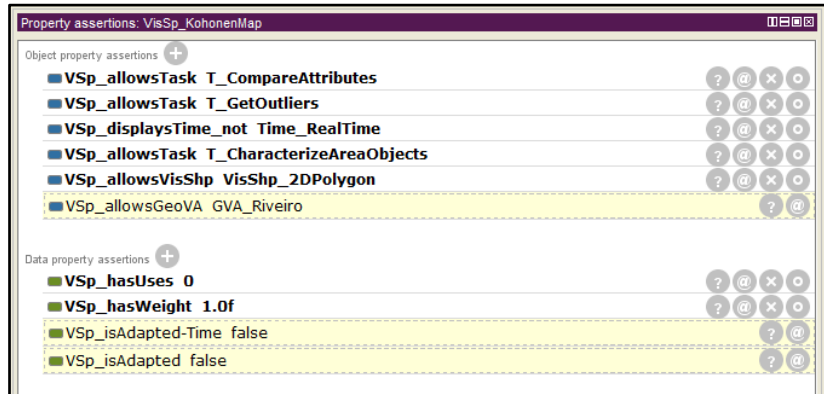 Property assertions: VisSp_KohonenMap
Object property assertions
VSp_allowsTask T_CompareAttributes
VSp_allowsTask T_GetOutliers
VSp_displaysTime_not Time_RealTime
VSp_allowsTask T_CharacterizeAreaObjects
VSp_allowsVisShp VisShp_2DPolygon
VSp_allowsGeoVA GVA_Riveiro
Data property assertions
VSp_hasUses 0
VSp_hasWeight 1.0f
VSp_isAdapted-Time false
VSp_isAdapted false